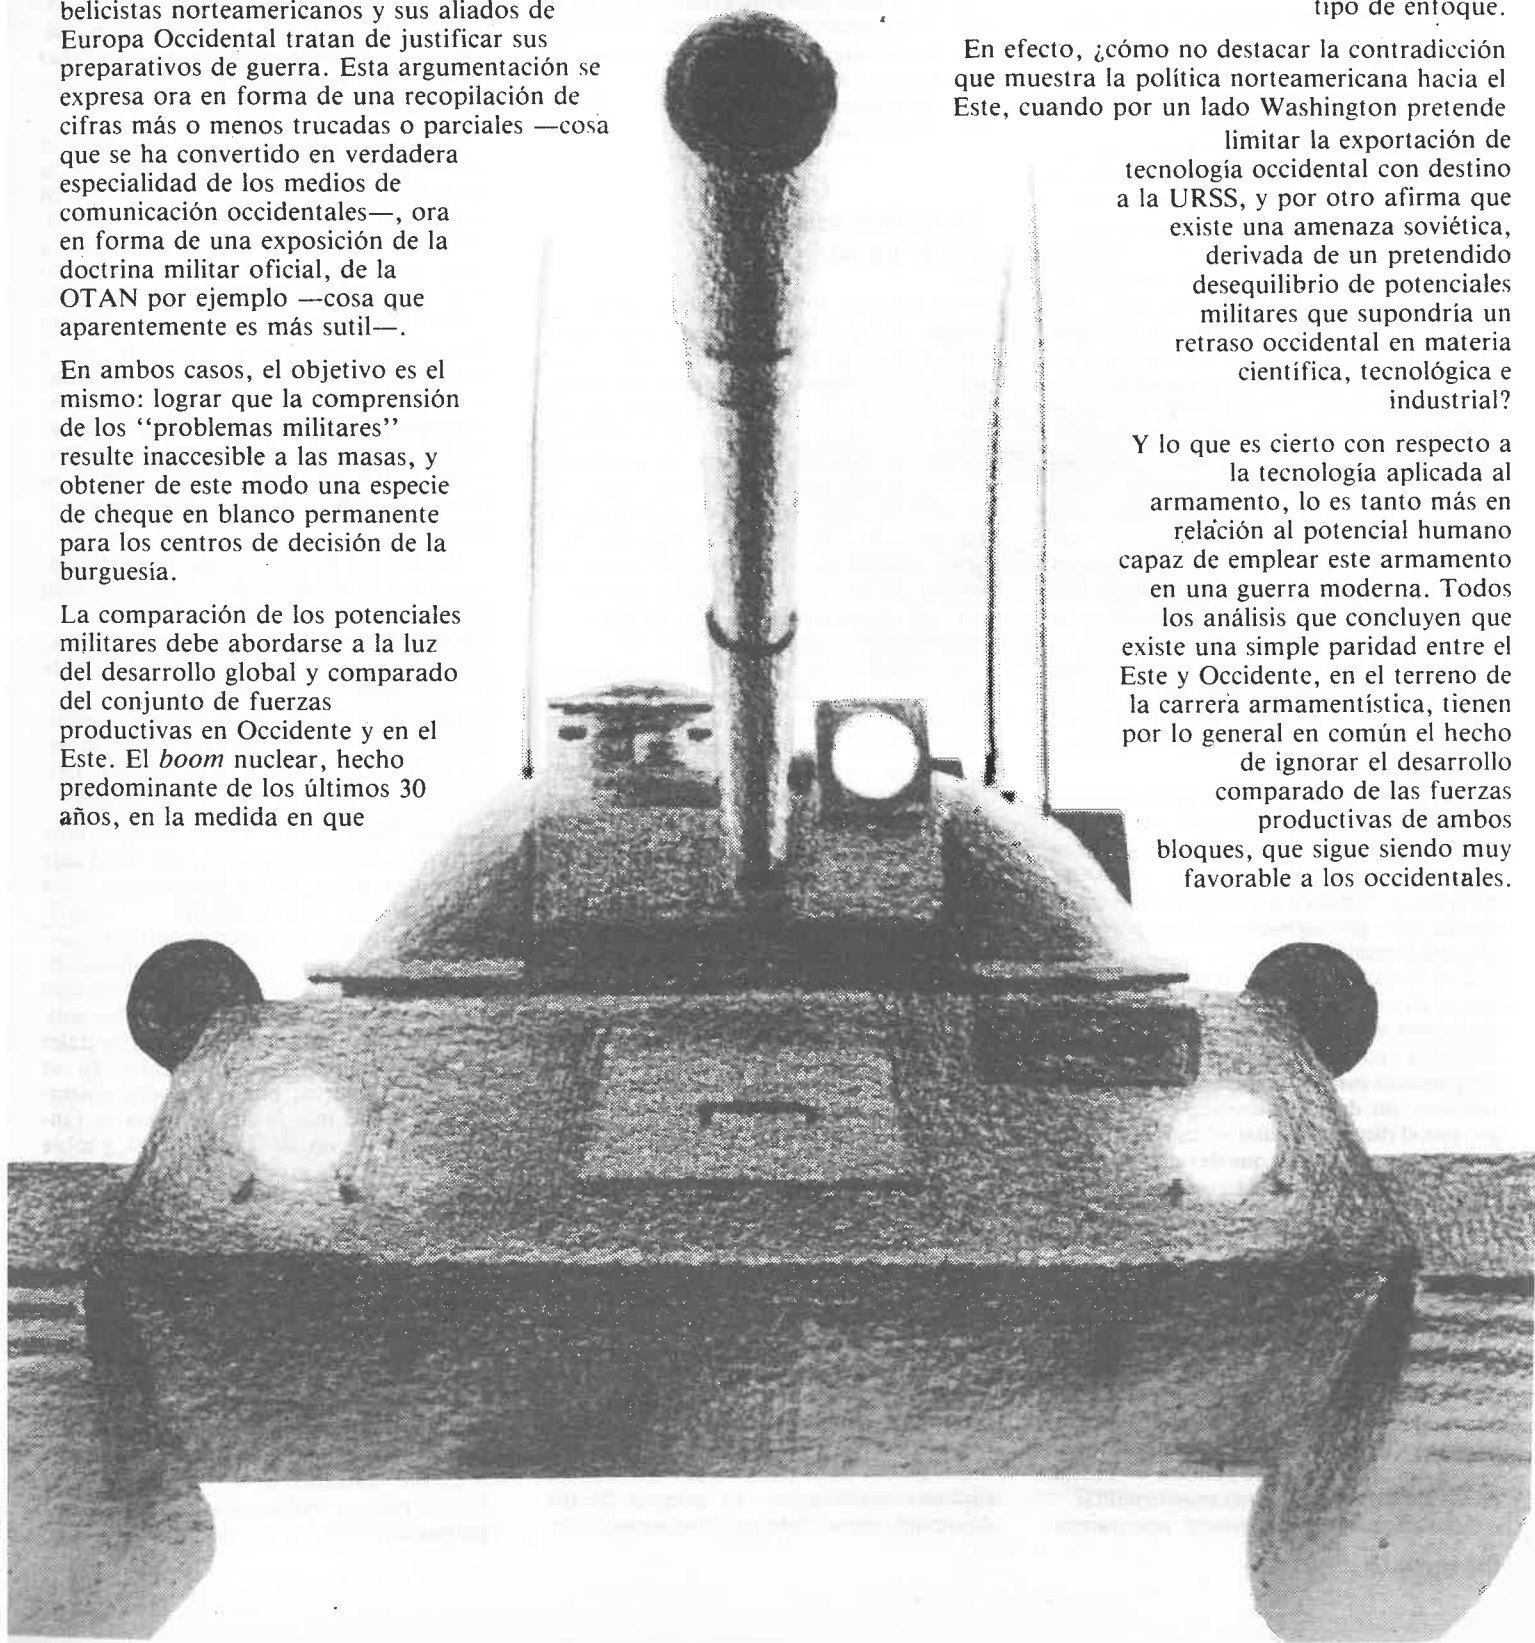 belicistas norteamericanos y sus aliados de
Europa Occidental tratan de justificar sus
preparativos de guerra. Esta argumentación se
expresa ora en forma de una recopilación de
cifras más o menos trucadas o parciales —cosa
que se ha convertido en verdadera
especialidad de los medios de
comunicación occidentales—, ora
en forma de una exposición de la
doctrina militar oficial, de la
OTAN por ejemplo —cosa que
aparentemente es más sutil—.
En ambos casos, el objetivo es el
mismo: lograr que la comprensión
de los “problemas militares”
resulte inaccesible a las masas, y
obtener de este modo una especie
de cheque en blanco permanente
para los centros de decisión de la
burguesía.
La comparación de los potenciales
militares debe abordarse a la luz
del desarrollo global y comparado
del conjunto de fuerzas
productivas en Occidente y en el
Este. El boom nuclear, hecho
predominante de los últimos 30
años, en la medida en que
tipo de enfoque.
En efecto, ¿cómo no destacar la contradicción
que muestra la política norteamericana hacia el
Este, cuando por un lado Washington pretende
limitar la exportación de
tecnología occidental con destino
a la URSS, y por otro afirma que
existe una amenaza soviética,
derivada de un pretendido
desequilibrio de potenciales
militares que supondría un
retraso occidental en materia
científica, tecnológica e
industrial?
Y lo que es cierto con respecto a
la tecnología aplicada al
armamento, lo es tanto más en
relación al potencial humano
capaz de emplear este armamento
en una guerra moderna. Todos
los análisis que concluyen que
existe una simple paridad entre el
Este y Occidente, en el terreno de
la carrera armamentística, tienen
por lo general en común el hecho
de ignorar el desarrollo
comparado de las fuerzas
productivas de ambos
bloques, que sigue siendo muy
favorable a los occidentales.